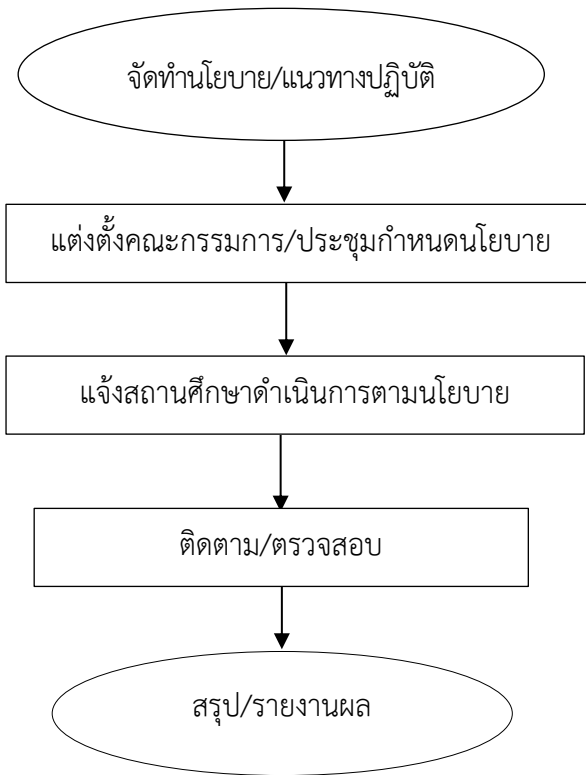 จัดทำนโยบาย/แนวทางปฏิบัติ
แต่งตั้งคณะกรรมการ/ประชุมกำหนดนโยบาย
แจ้งสถานศึกษาดำเนินการตามนโยบาย
ติดตาม/ตรวจสอบ
สรุป/รายงานผล